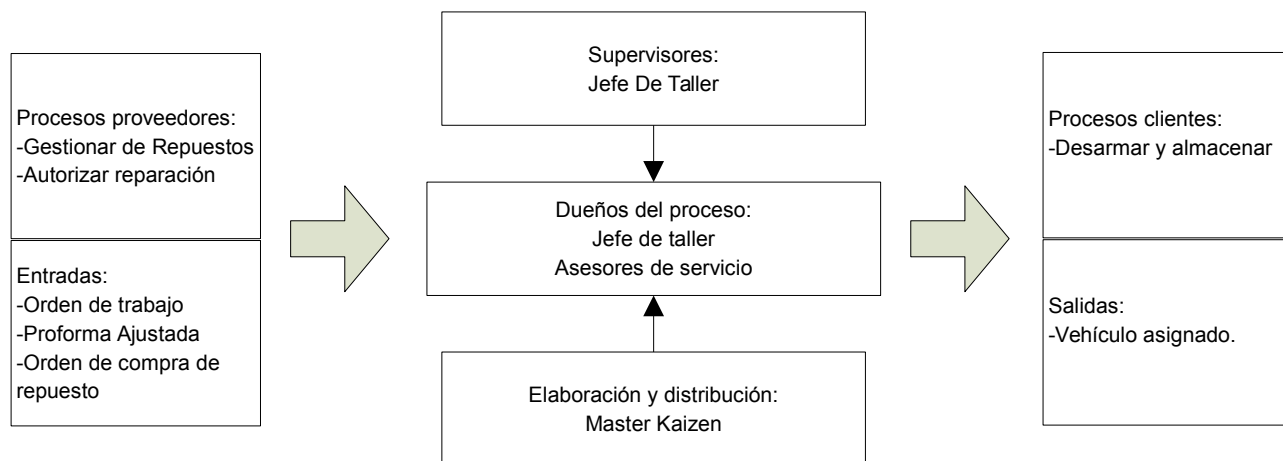 Procesos proveedores:
-Gestionar de Repuestos
-Autorizar reparación
Entradas:
-Orden de trabajo
-Proforma Ajustada
-Orden de compra de
repuesto
Supervisores:
Jefe De Taller
Dueños del proceso:
Jefe de taller
Asesores de servicio
Elaboración y distribución:
Master Kaizen
Procesos clientes:
-Desarmar y almacenar
Salidas:
-Vehículo asignado.